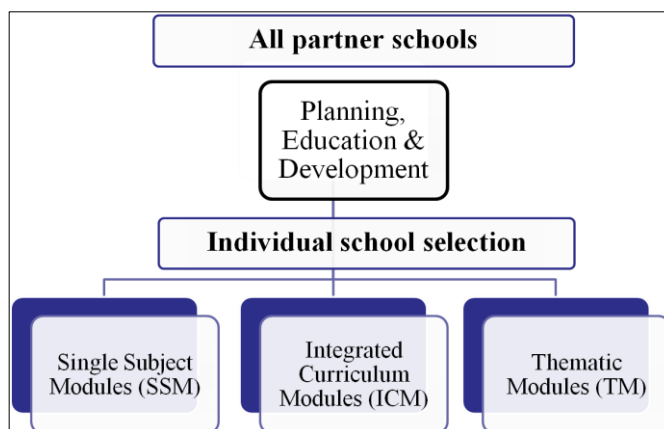 All partner schools
Planning,
Education &
Development
Individual school selection
Single Subject
Modules (SSM)
Integrated
Curriculum
Modules (ICM)
Thematic
Modules (TM)